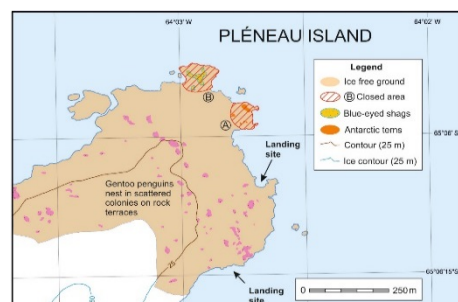 64°03'W
64°02'W
PLÉNEAU ISLAND
Legend
Ice free ground
B Closed area
Blue-eyed shags
Antarctic terns
Contour (25 m)
Ice contour (25 m)
B
A
65°06'S
Landing
site
Gentoo penguins
nest in scattered
colonies on rock
terraces
65°06'15"S
Landing
site
0 250 m